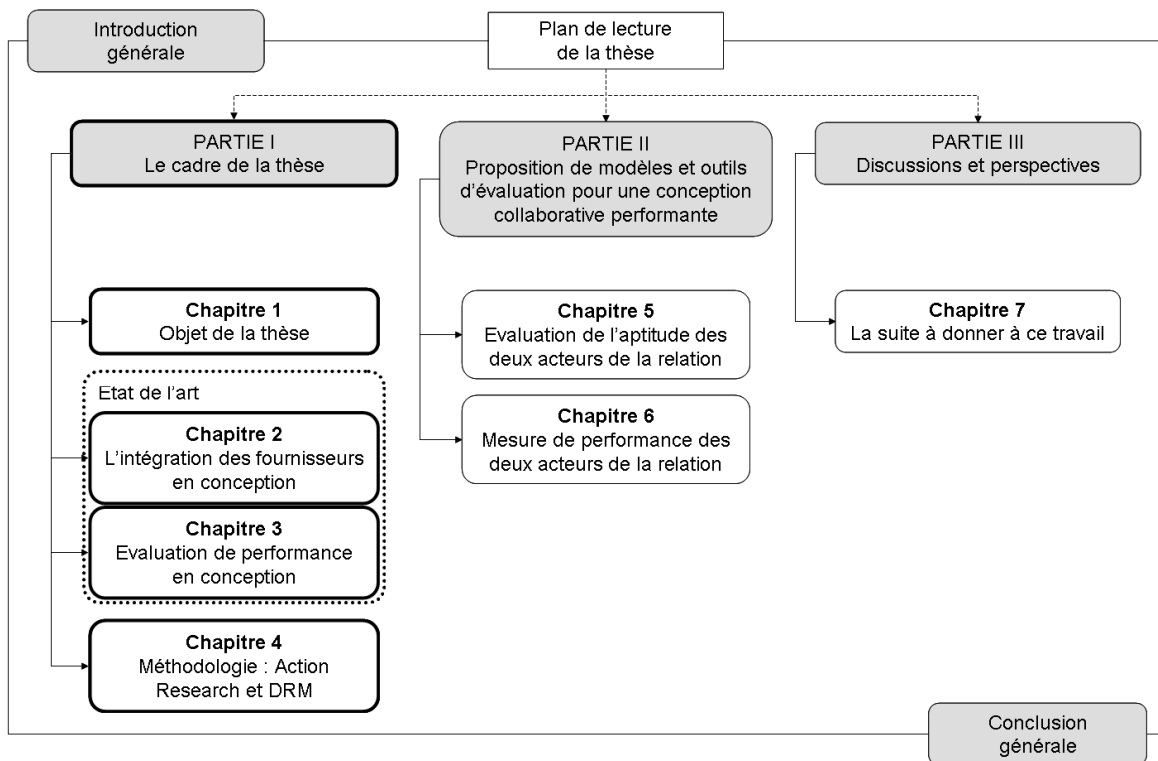 Introduction
générale
Plan de lecture
de la thèse
PARTIE I
Le cadre de la thèse
Chapitre 1
Objet de la thèse
Etat de l'art
Chapitre 2
L'intégration des fournisseurs
en conception
Chapitre 3
Evaluation de performance
en conception
Chapitre 4
Méthodologie : Action
Research et DRM
PARTIE II
Proposition de modèles et outils
d'évaluation pour une conception
collaborative performante
Chapitre 5
Evaluation de l'aptitude des
deux acteurs de la relation
Chapitre 6
Mesure de performance des
deux acteurs de la relation
PARTIE III
Discussions et perspectives
Chapitre 7
La suite à donner à ce travail
Conclusion
générale